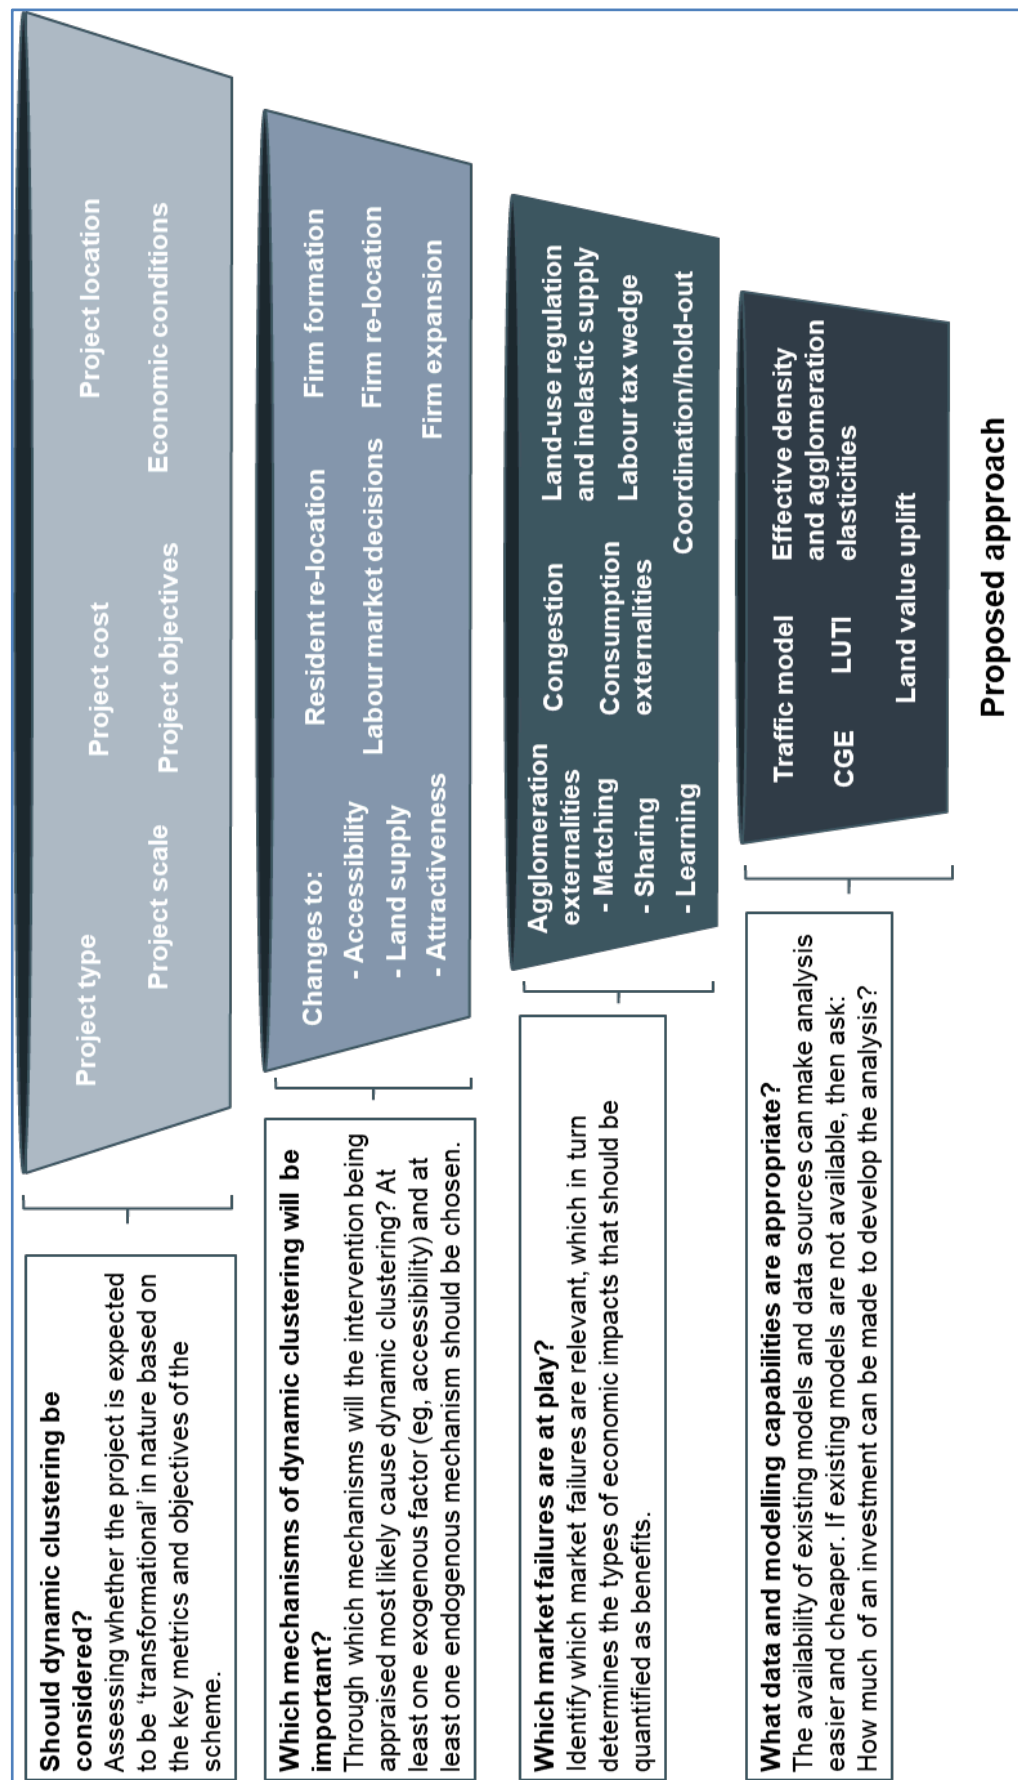 Should dynamic clustering be
considered?
Assessing whether the project is expected
to be ‘transformational’ in nature based on
the key metrics and objectives of the
scheme.
Project type
Project scale
Project cost
Project objectives
Project location
Economic conditions
Which mechanisms of dynamic clustering will be
important?
Through which mechanisms will the intervention being
appraised most likely cause dynamic clustering? At
least one exogenous factor (eg, accessibility) and at
least one endogenous mechanism should be chosen.
Changes to:
- Accessibility
- Land supply
- Attractiveness
Resident re-location
Labour market decisions
Firm formation
Firm re-location
Firm expansion
Which market failures are at play?
Identify which market failures are relevant, which in turn
determines the types of economic impacts that should be
quantified as benefits.
Agglomeration
externalities
- Matching
- Sharing
- Learning
Congestion
Consumption
externalities
Land-use regulation
and inelastic supply
Labour tax wedge
Coordination/hold-out
What data and modelling capabilities are appropriate?
The availability of existing models and data sources can make analysis
easier and cheaper. If existing models are not available, then ask:
How much of an investment can be made to develop the analysis?
Traffic model
CGE
LUTI
Effective density
and agglomeration
elasticities
Land value uplift
Proposed approach